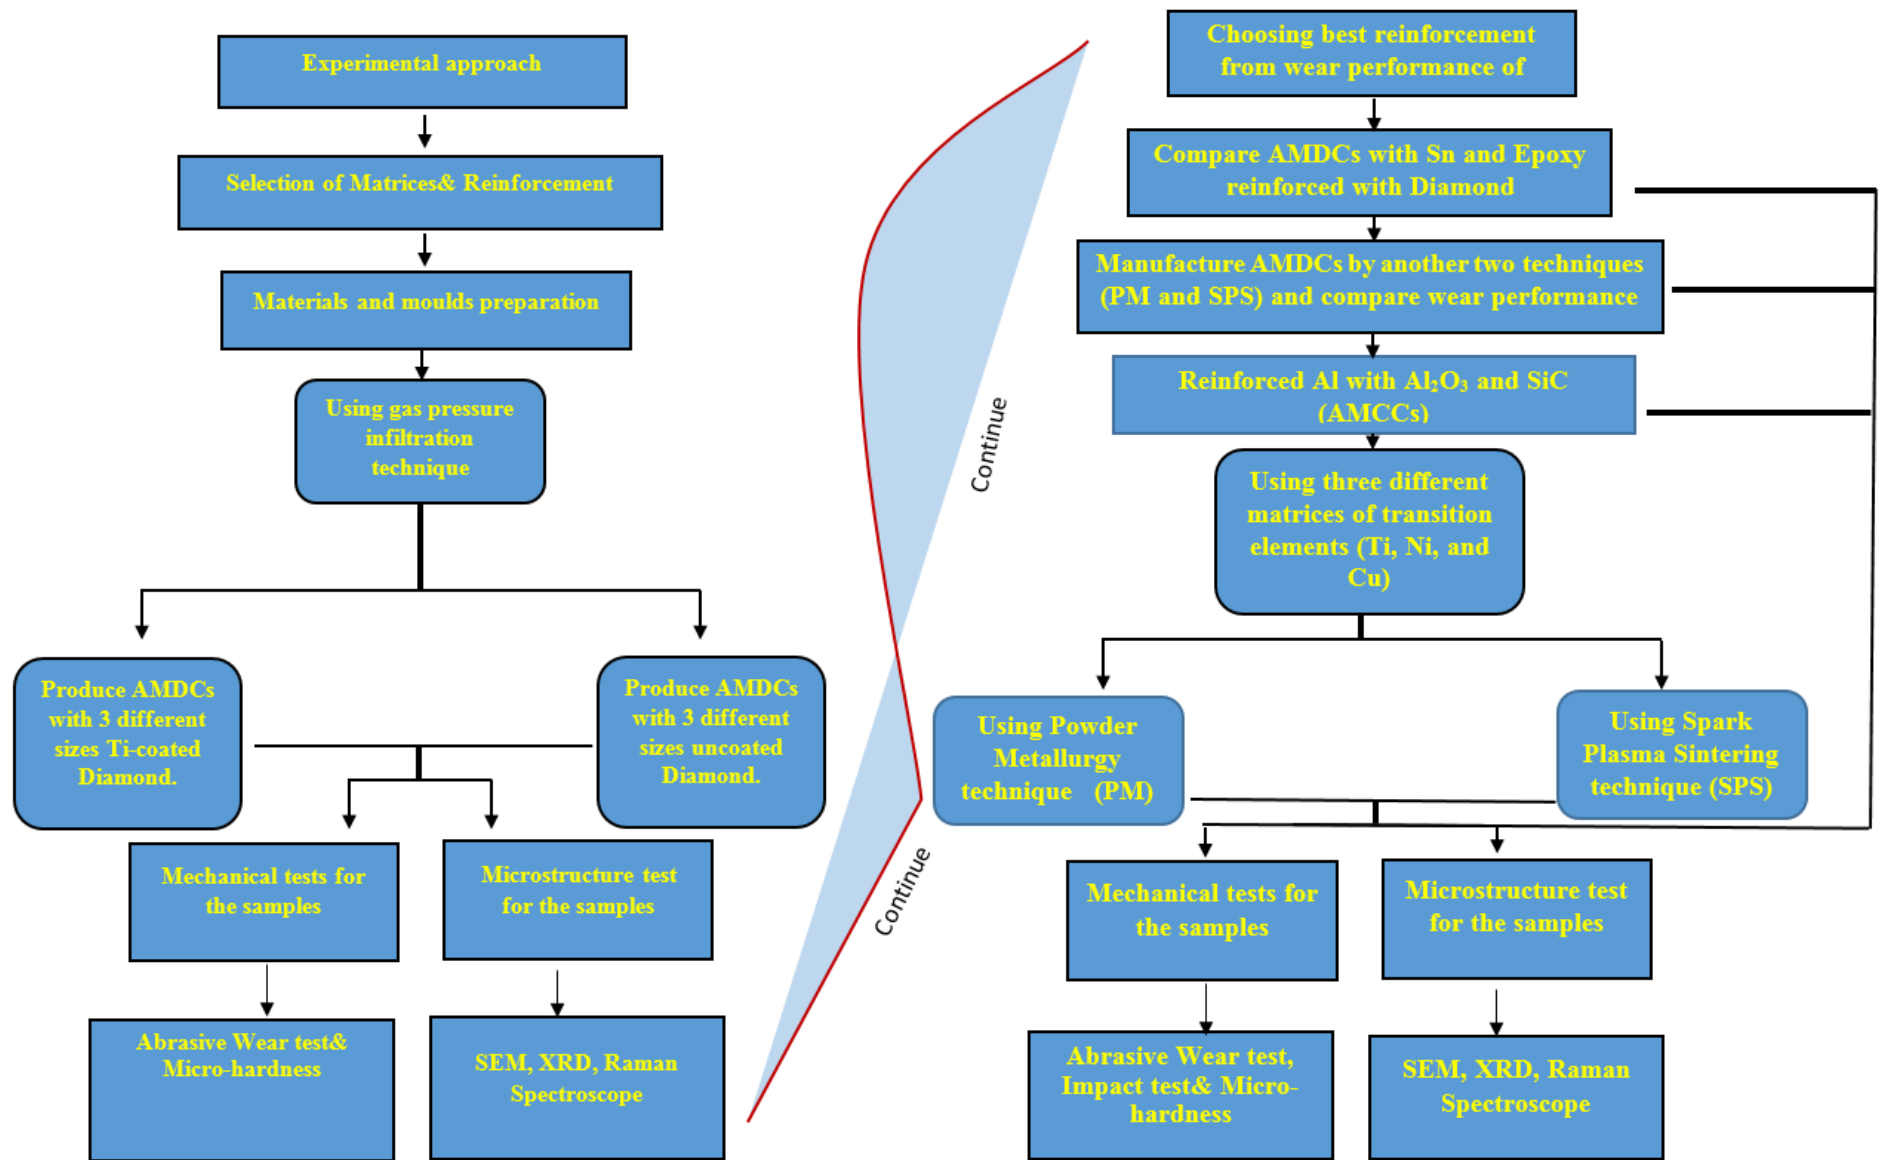 Experimental approach
Selection of Matrices& Reinforcement
Materials and moulds preparation
Using gas pressure
infiltration
technique
Produce AMDCs
with 3 different
sizes Ti-coated
Diamond.
Produce AMDCs
with 3 different
sizes uncoated
Diamond.
Mechanical tests for
the samples
Microstructure test
for the samples
Abrasive Wear test&
Micro-hardness
SEM, XRD, Raman
Spectroscope
Continue
Continue
Choosing best reinforcement
from wear performance of
Compare AMDCs with Sn and Epoxy
reinforced with Diamond
Manufacture AMDCs by another two techniques
(PM and SPS) and compare wear performance
Reinforced Al with Al₂O₃ and SiC
(AMCCs)
Using three different
matrices of transition
elements (Ti, Ni, and
Cu)
Using Powder
Metallurgy
technique (PM)
Using Spark
Plasma Sintering
technique (SPS)
Mechanical tests for
the samples
Microstructure test
for the samples
Abrasive Wear test,
Impact test& Micro-
hardness
SEM, XRD, Raman
Spectroscope